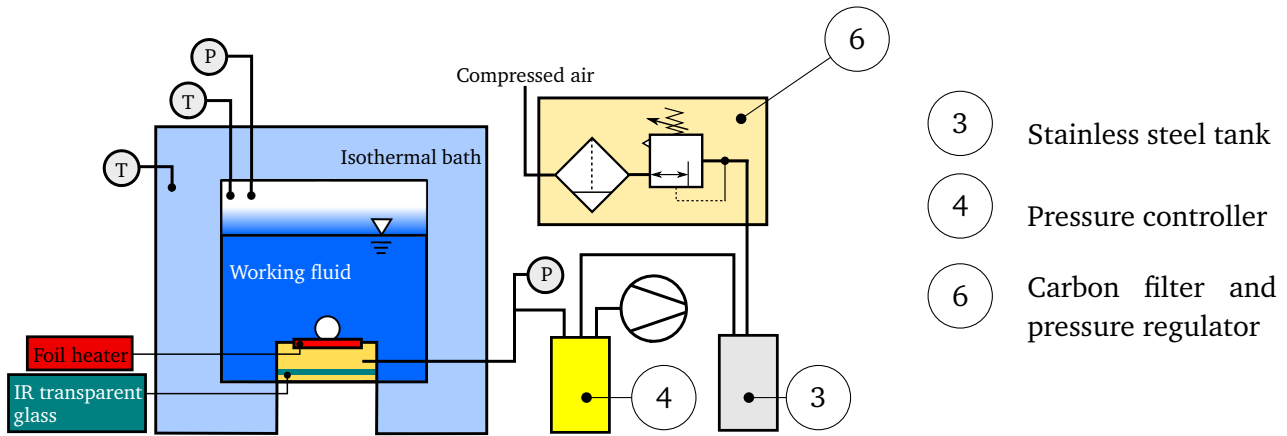 6
P
Compressed air
T
3
Stainless steel tank
Isothermal bath
T
4
Pressure controller
Working fluid
P
6
Carbon filter and
pressure regulator
Foil heater
IR transparent
glass
4
3